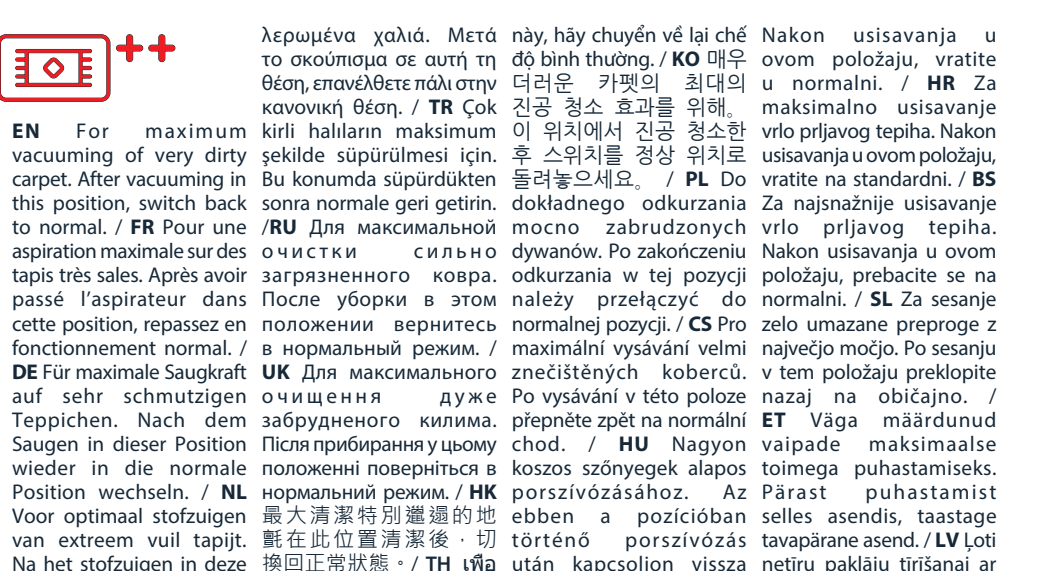 ++
EN For maximum
vacuuming of very dirty
carpet. After vacuuming in
this position, switch back
to normal. / FR Pour une
aspiration maximale sur des
tapis très sales. Après avoir
passé l'aspirateur dans
cette position, repassez en
fonctionnement normal. /
DE Für maximale Saugkraft
auf sehr schmutzigen
Teppichen. Nach dem
Saugen in dieser Position
wieder in die normale
Position wechseln. / NL
Voor optimaal stofzuigen
van extreem vuil tapijt.
Na het stofzuigen in deze
λερωμένα χαλιά. Μετά
το σκούπισμα σε αυτή τη
θέση, επανέλθετε πάλι στην
κανονική θέση. / TR Çok
kirli halıların maksimum
şekilde süpürülmesi için.
Bu konumda süpürdükten
sonra normale geri getirin.
/RU Для максимальной
очистки сильно
загрязненного ковра.
После уборки в этом
положении вернитесь
в нормальный режим. /
UK Для максимального
очищення дуже
забрудненого килима.
Після прибирання у цьому
положенні поверніться в
нормальний режим. / HK
最大清潔特別邋遢的地
氈在此位置清潔後，切
換回正常狀態。/ TH เพื่อ
này, hãy chuyển về lại chế
độ bình thường. / KO 매우
더러운 카펫의 최대의
진공 청소 효과를 위해。
이 위치에서 진공 청소한
후 스위치를 정상 위치로
돌려놓으세요。 / PL Do
dokładnego odkurzania
mocno zabrudzonych
dywanów. Po zakończeniu
odkurzania w tej pozycji
należy przełączyć do
normalnej pozycji. / CS Pro
maximální vysávání velmi
znečištěných koberců.
Po vysávání v této poloze
přepněte zpět na normální
chod. / HU Nagyon
koszos szőnyegek alapos
porszívózásához. Az
ebben a pozícióban
történő porszívózás
után kapcsoljon vissza
Nakon usisavanja u
ovom položaju, vratite
u normalni. / HR Za
maksimalno usisavanje
vrlo prljavog tepiha. Nakon
usisavanja u ovom položaju,
vratite na standardni. / BS
Za najsnažnije usisavanje
vrlo prljavog tepiha.
Nakon usisavanja u ovom
položaju, prebacite se na
normalni. / SL Za sesanje
zelo umazane preproge z
največjo močjo. Po sesanju
v tem položaju preklopite
nazaj na običajno. /
ET Väga määrdunud
vaipade maksimaalse
toimega puhastamiseks.
Pärast puhastamist
selles asendis, taastage
tavapärane asend. / LV Ļoti
netīru paklāju tīrīšanai ar